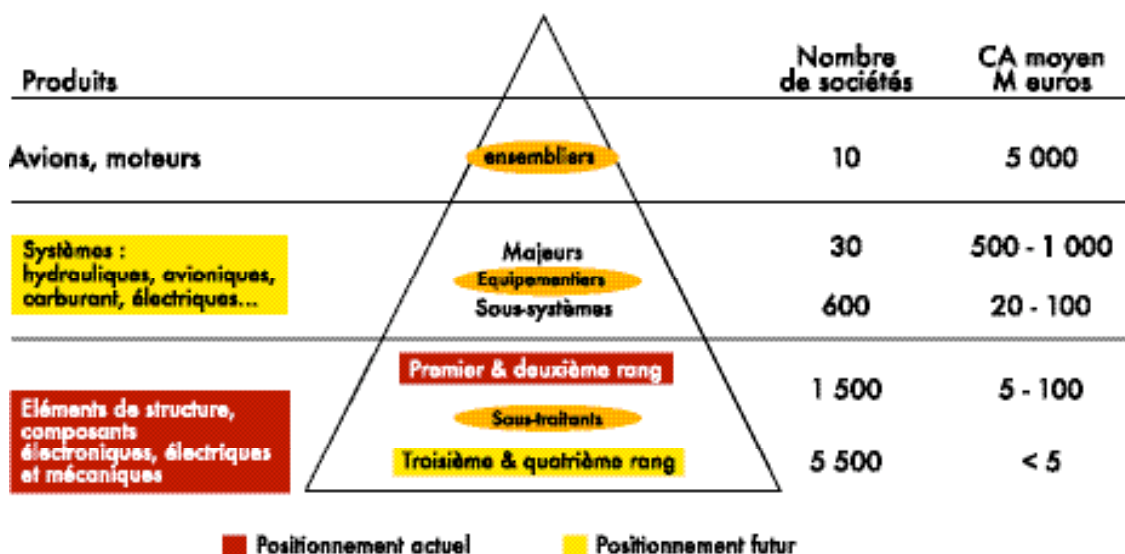 Produits
Nombre
de sociétés
CA moyen
M euros
Avions, moteurs
ensembliers
10
5 000
Systèmes :
hydrauliques, avioniques,
carburant, électriques...
Majeurs
Equipementiers
Sous-systèmes
30
500 - 1 000
600
20 - 100
Eléments de structure,
composants
électroniques, électriques
et mécaniques
Premier & deuxième rang
Sous-traitants
Troisième & quatrième rang
1 500
5 - 100
5 500
< 5
Positionnement actuel
Positionnement futur